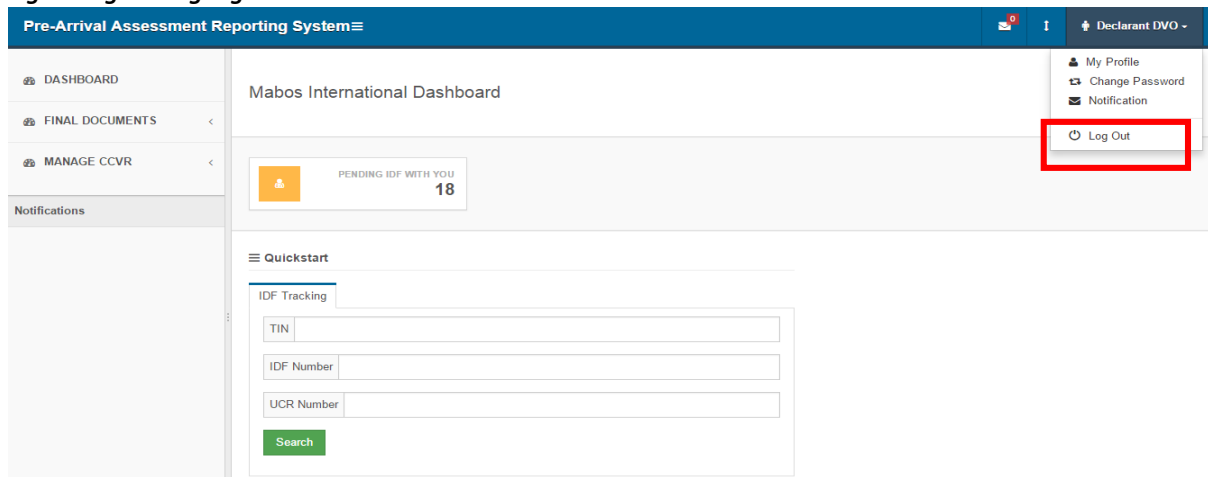 Pre-Arrival Assessment Reporting System
0
Declarant DVO
My Profile
Change Password
Notification
Log Out
DASHBOARD
FINAL DOCUMENTS
MANAGE CCVR
Notifications
Mabos International Dashboard
PENDING IDF WITH YOU
18
Quickstart
IDF Tracking
TIN
IDF Number
UCR Number
Search